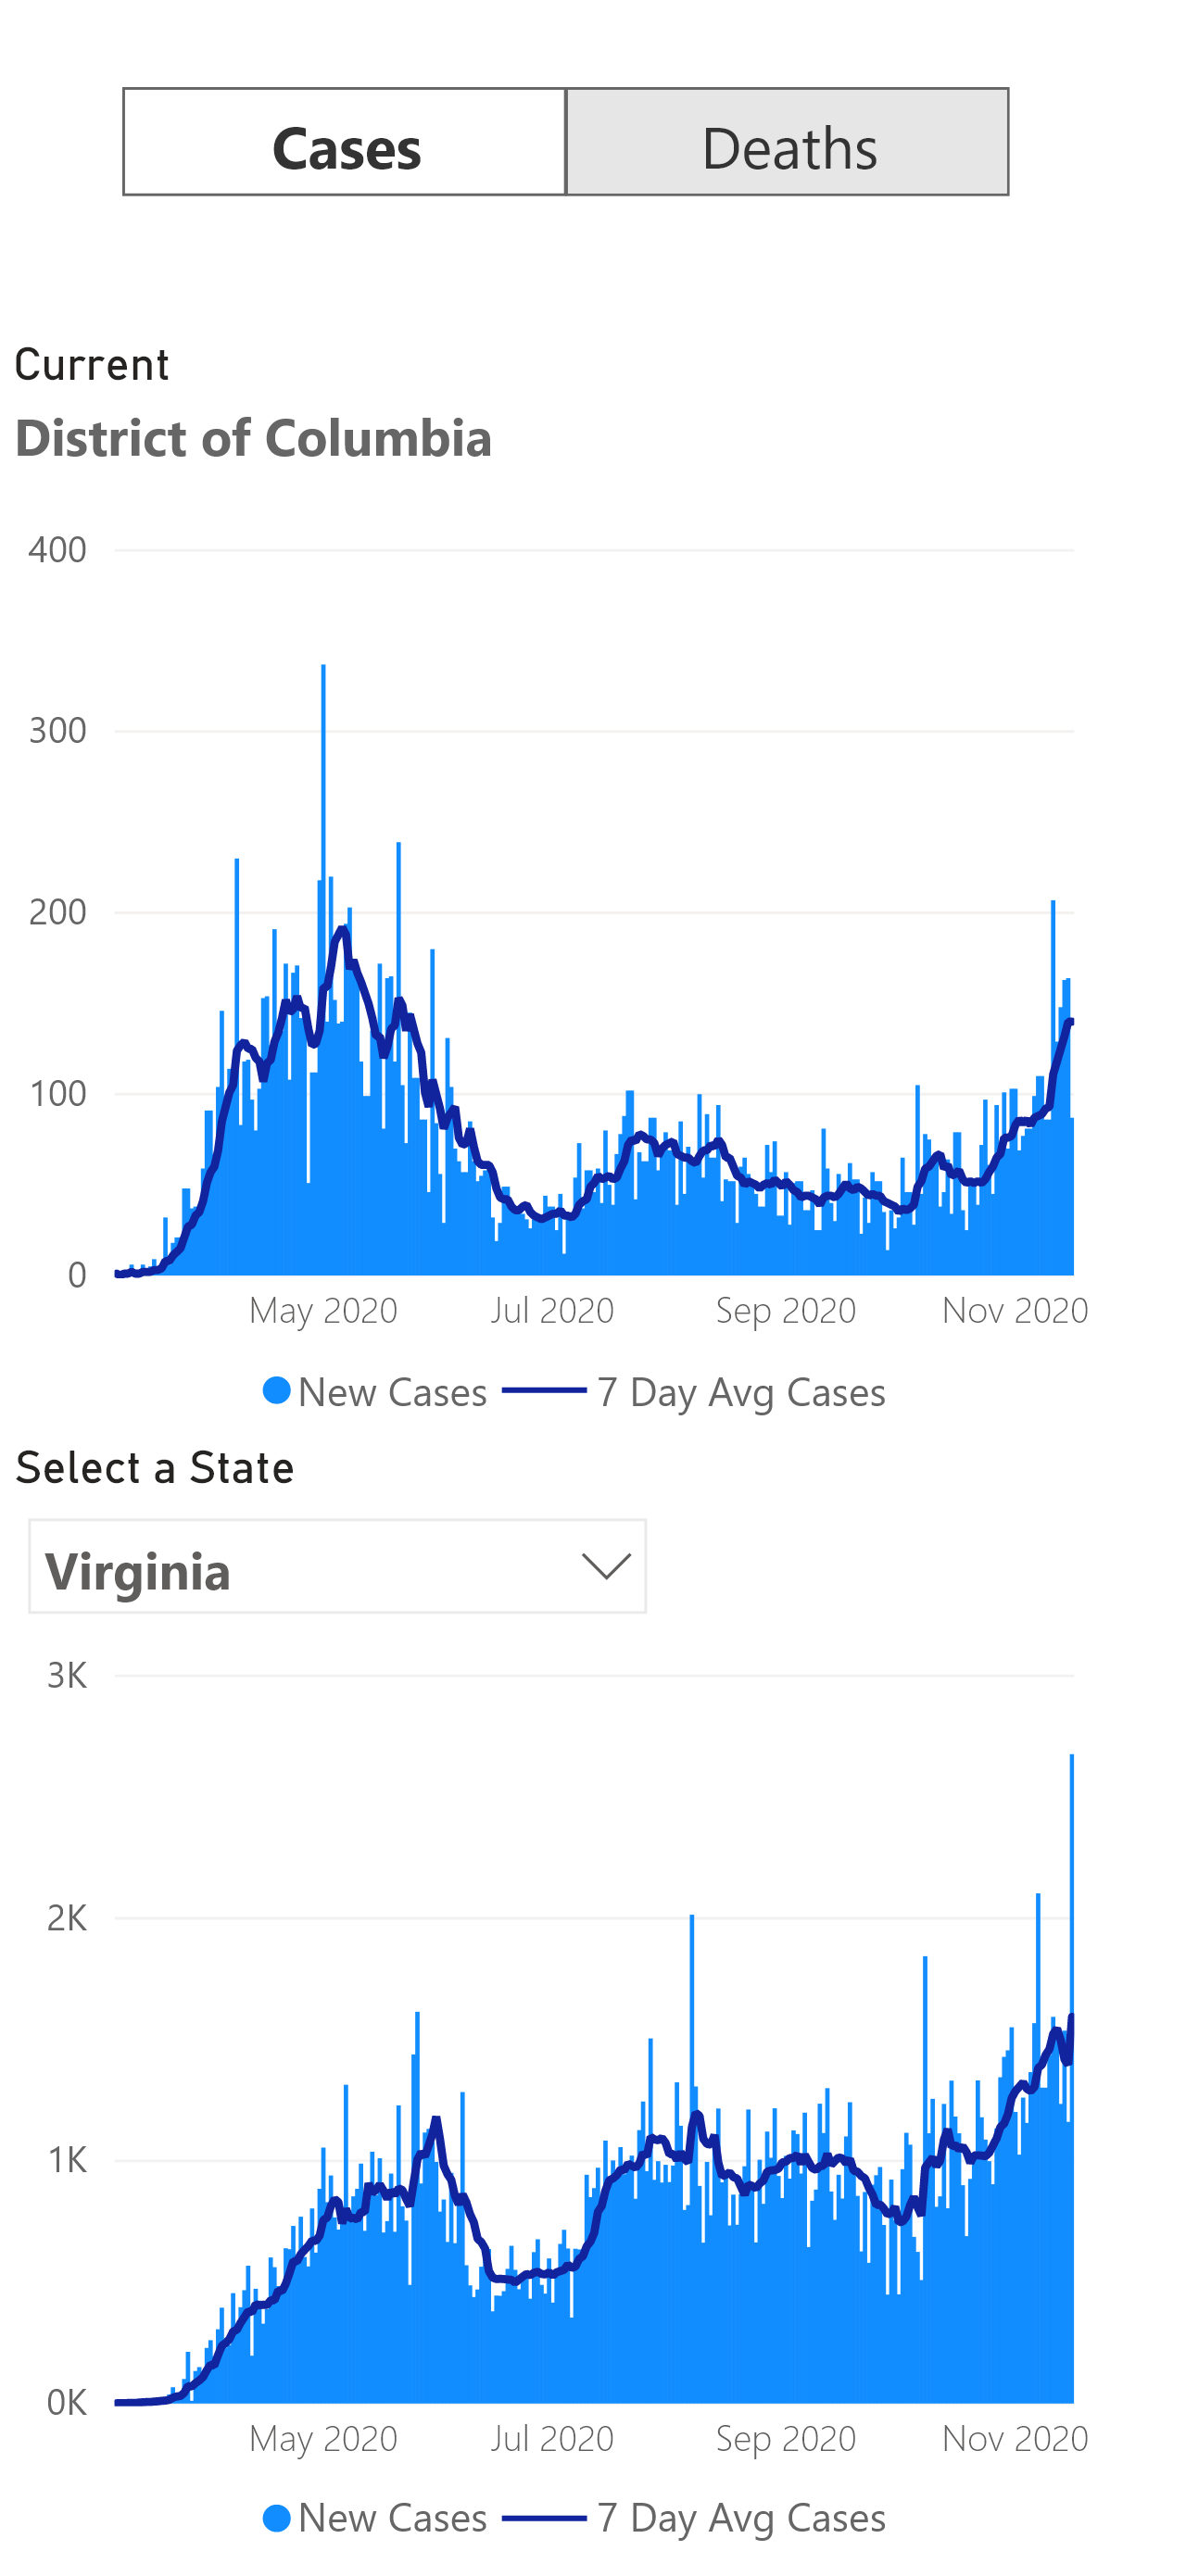 Cases Deaths
Current
District of Columbia
400
300
200
100
0
May 2020 Jul 2020 Sep 2020 Nov 2020
New Cases 7 Day Avg Cases
Select a State
Virginia
3K
2K
1K
0K
May 2020 Jul 2020 Sep 2020 Nov 2020
New Cases 7 Day Avg Cases